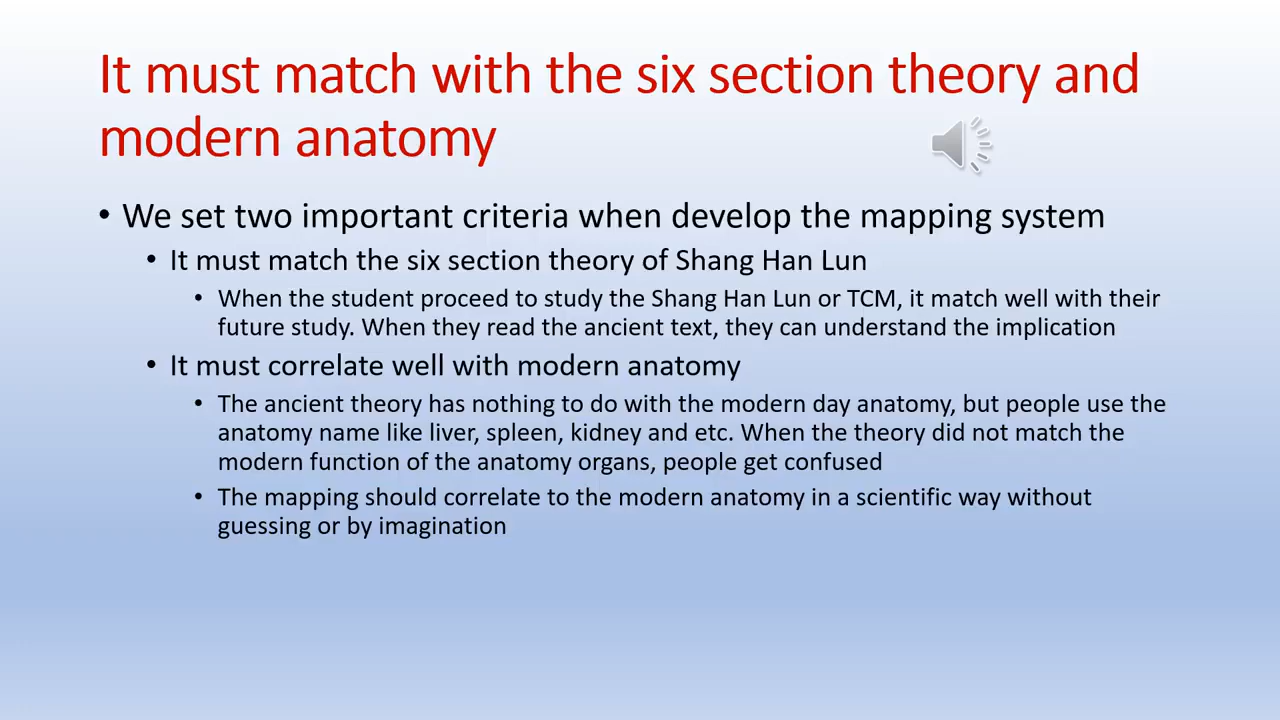 It must match with the six section theory and
modern anatomy
• We set two important criteria when develop the mapping system
• It must match the six section theory of Shang Han Lun
• When the student proceed to study the Shang Han Lun or TCM, it match well with their
future study. When they read the ancient text, they can understand the implication
• It must correlate well with modern anatomy
• The ancient theory has nothing to do with the modern day anatomy, but people use the
anatomy name like liver, spleen, kidney and etc. When the theory did not match the
modern function of the anatomy organs, people get confused
• The mapping should correlate to the modern anatomy in a scientific way without
guessing or by imagination